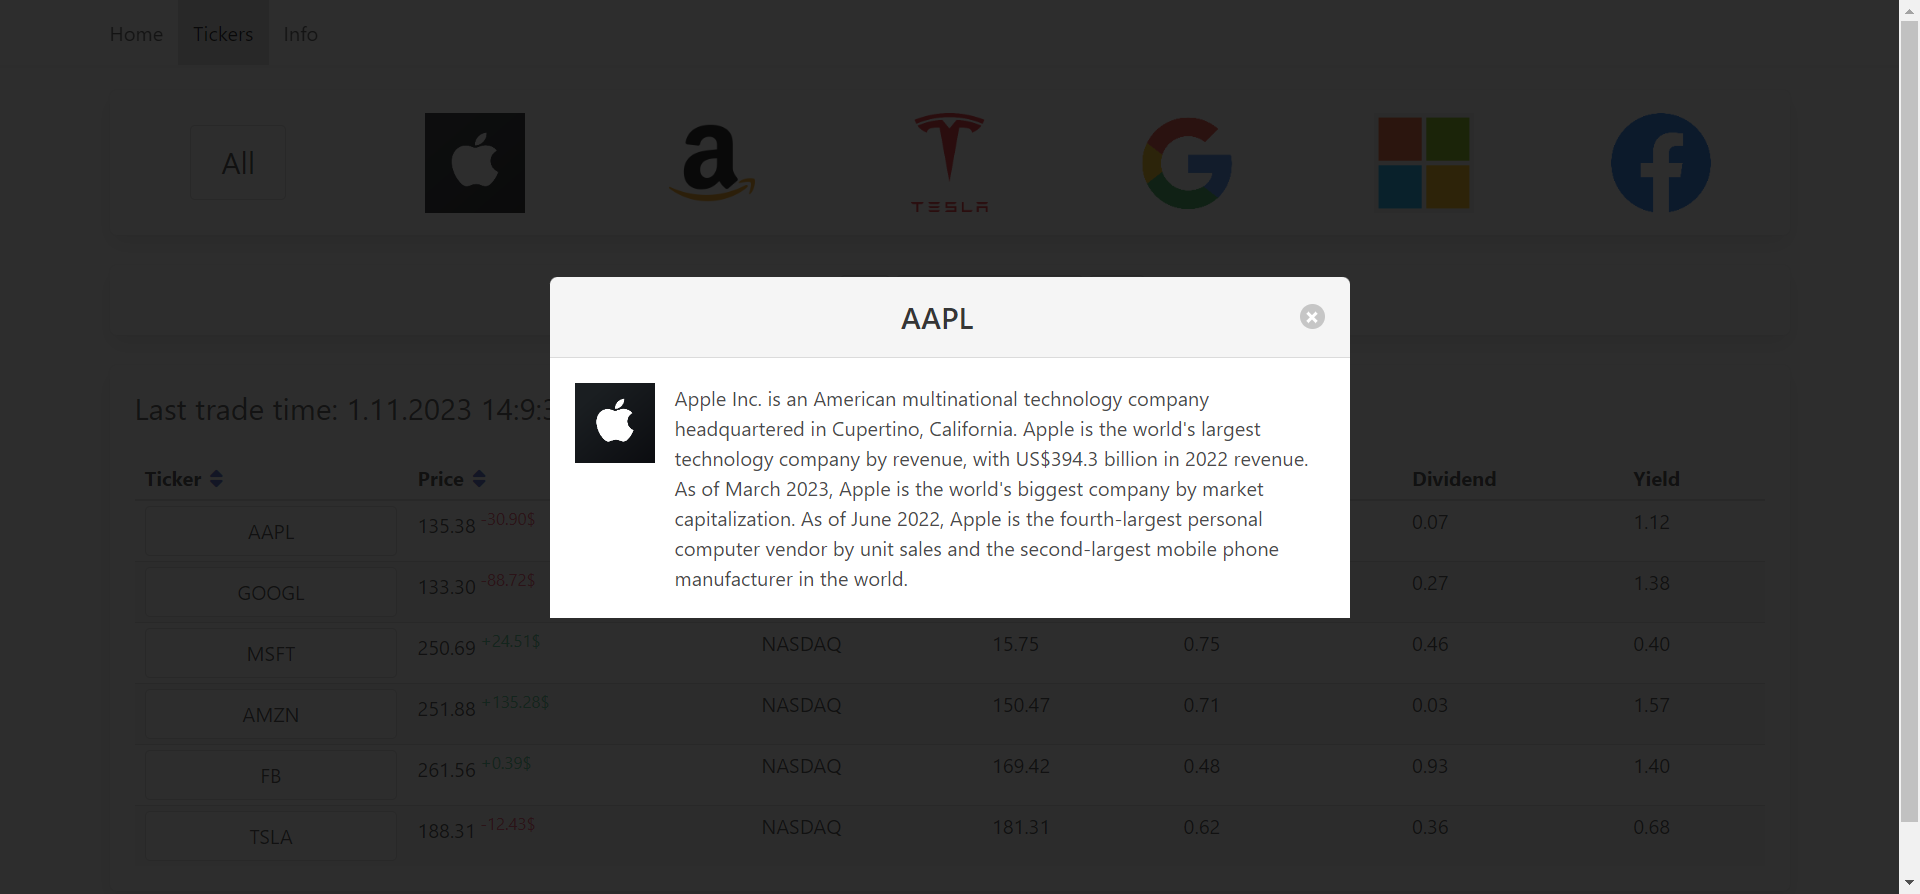 Home Tickers Info
All
TESLA
AAPL
Apple Inc. is an American multinational technology company
headquartered in Cupertino, California. Apple is the world's largest
technology company by revenue, with US$394.3 billion in 2022 revenue.
As of March 2023, Apple is the world's biggest company by market
capitalization. As of June 2022, Apple is the fourth-largest personal
computer vendor by unit sales and the second-largest mobile phone
manufacturer in the world.
Last trade time: 1.11.2023 14:9:3
Ticker Price Dividend Yield
AAPL 135.38 -30.90$ 0.07 1.12
GOOGL 133.30 -88.72$ 0.27 1.38
MSFT 250.69 +24.51$ NASDAQ 15.75 0.75 0.46 0.40
AMZN 251.88 +135.28$ NASDAQ 150.47 0.71 0.03 1.57
FB 261.56 +0.39$ NASDAQ 169.42 0.48 0.93 1.40
TSLA 188.31 -12.43$ NASDAQ 181.31 0.62 0.36 0.68